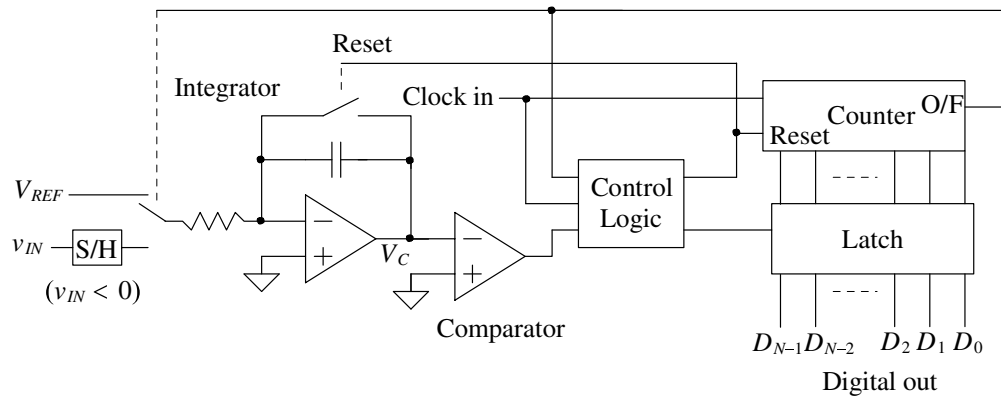 Reset
Integrator
Clock in
O/F
Counter
Reset
V_REF
Control
Logic
v_IN
S/H
V_C
Latch
(v_IN < 0)
Comparator
D_N–1 D_N–2 D_2 D_1 D_0
Digital out